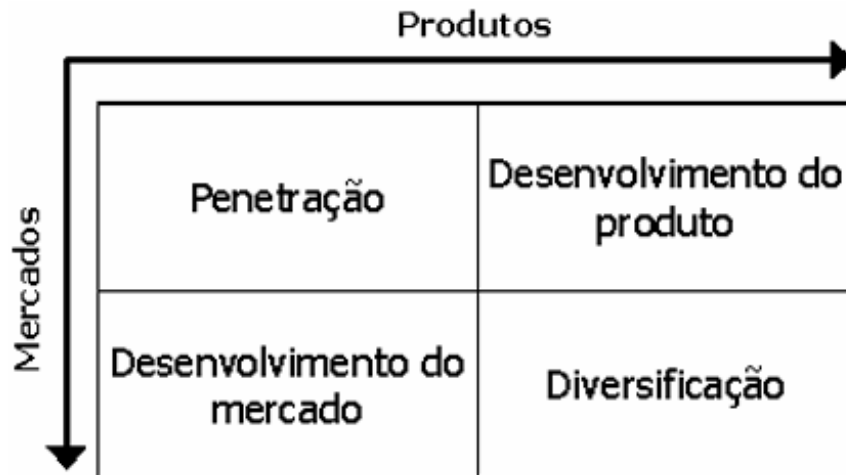 Produtos
Mercados
Penetração
Desenvolvimento do
produto
Desenvolvimento do
mercado
Diversificação